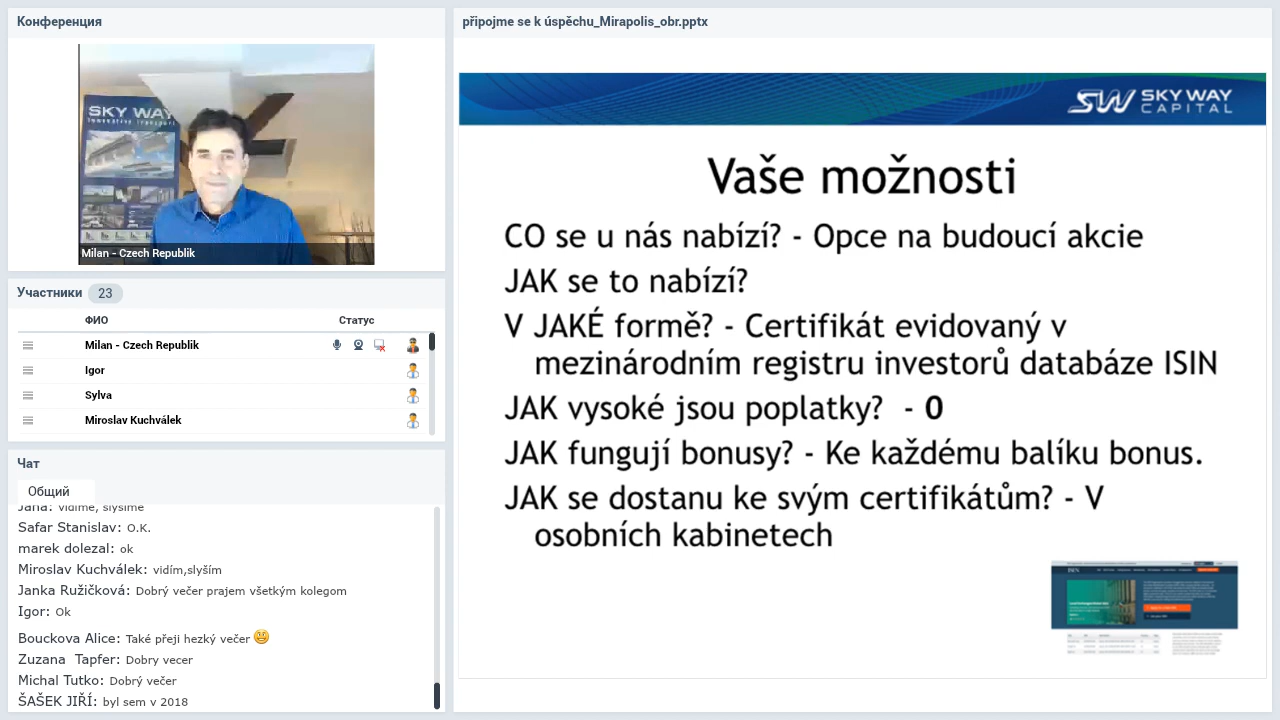 Конференция
SKY WAY
Innovative Transport
Milan - Czech Republik
Участники 23
ФИО Статус
Milan - Czech Republik
Igor
Sylva
Miroslav Kuchválek
Чат
Общий
Jana: vidíme, slyšíme
Safar Stanislav: O.K.
marek dolezal: ok
Miroslav Kuchválek: vidím,slyším
Janka Ružičková: Dobrý večer prajem všetkým kolegom
Igor: Ok
Bouckova Alice: Také přeji hezký večer
Zuzana Tapfer: Dobry vecer
Michal Tutko: Dobrý večer
ŠAŠEK JIŘÍ: byl sem v 2018
připojme se k úspěchu_Mirapolis_obr.pptx
SW SKY WAY
CAPITAL
Vaše možnosti
CO se u nás nabízí? - Opce na budoucí akcie
JAK se to nabízí?
V JAKÉ formě? - Certifikát evidovaný v
mezinárodním registru investorů databáze ISIN
JAK vysoké jsou poplatky? - 0
JAK fungují bonusy? - Ke každému balíku bonus.
JAK se dostanu ke svým certifikátům? - V
osobních kabinetech